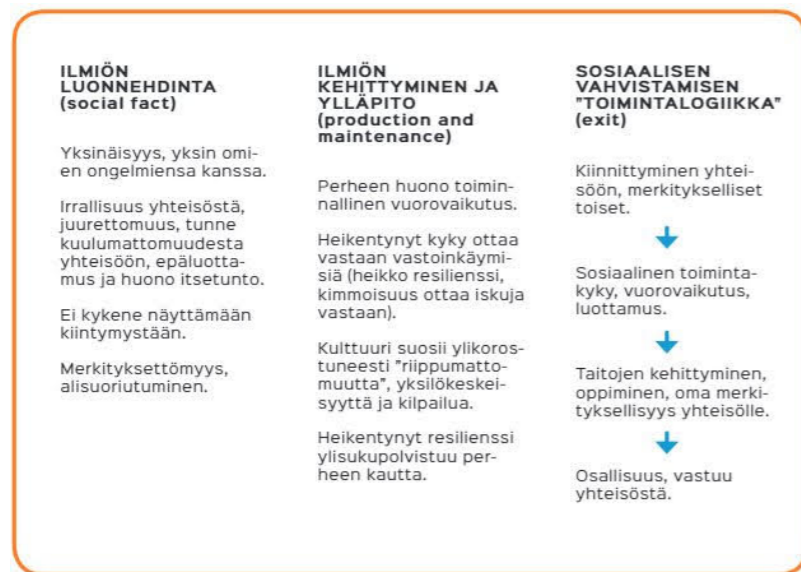 ILMIÖN
LUONNEHDINTA
(social fact)
Yksinäisyys, yksin omi-
en ongelmiensa kanssa.
Irrallisuus yhteisöstä,
juurettomuus, tunne
kuulumattomuudesta
yhteisöön, epäluotta-
mus ja huono itsetunto.
Ei kykene näyttämään
kiintymystään.
Merkityksettömyys,
alisuoriutuminen.
ILMIÖN
KEHITTYMINEN JA
YLLÄPITO
(production and
maintenance)
Perheen huono toimin-
nallinen vuorovaikutus.
Heikentynyt kyky ottaa
vastaan vastoinkäymi-
siä (heikko resilienssi,
kimmoisuus ottaa iskuja
vastaan).
Kulttuuri suosii ylikoros-
tuneesti "riippumatto-
muutta", yksilökeskei-
syyttä ja kilpailua.
Heikentynyt resilienssi
ylisukupolvistuu per-
heen kautta.
SOSIAALISEN
VAHVISTAMISEN
"TOIMINTALOGIIKKA"
(exit)
Kiinnittyminen yhtei-
söön, merkitykselliset
toiset.
Sosiaalinen toiminta-
kyky, vuorovaikutus,
luottamus.
Taitojen kehittyminen,
oppiminen, oma merki-
tyksellisyys yhteisölle.
Osallisuus, vastuu
yhteisöstä.